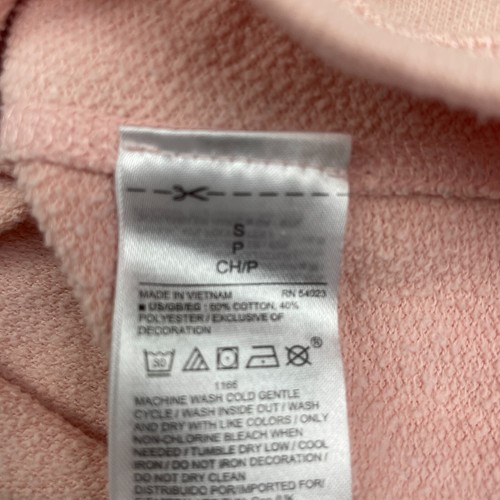 S
P
CH/P
MADE IN VIETNAM RN 54023
■ US/GB/EG : 60% COTTON, 40%
POLYESTER / EXCLUSIVE OF
DECORATION
30
1166
MACHINE WASH COLD GENTLE
CYCLE / WASH INSIDE OUT / WASH
AND DRY WITH LIKE COLORS / ONLY
NON-CHLORINE BLEACH WHEN
NEEDED / TUMBLE DRY LOW / COOL
IRON / DO NOT IRON DECORATION /
DO NOT DRY CLEAN
DISTRIBUIDO POR/IMPORTED FOR/